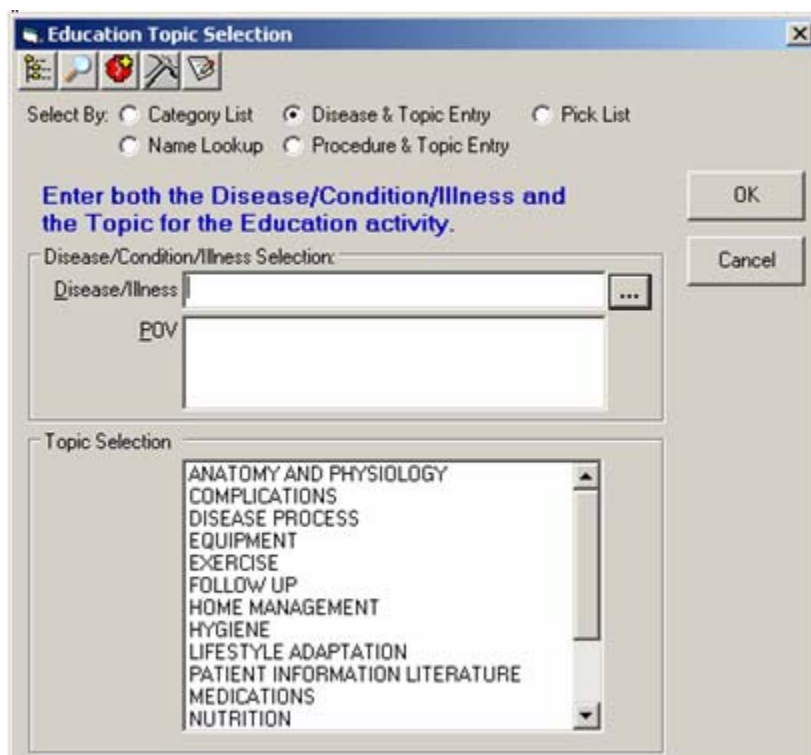 Education Topic Selection
Select By: Category List Disease & Topic Entry Pick List
Name Lookup Procedure & Topic Entry
Enter both the Disease/Condition/Illness and
the Topic for the Education activity.
OK
Cancel
Disease/Condition/Illness Selection:
Disease/Illness
...
POV
Topic Selection
ANATOMY AND PHYSIOLOGY
COMPLICATIONS
DISEASE PROCESS
EQUIPMENT
EXERCISE
FOLLOW UP
HOME MANAGEMENT
HYGIENE
LIFESTYLE ADAPTATION
PATIENT INFORMATION LITERATURE
MEDICATIONS
NUTRITION